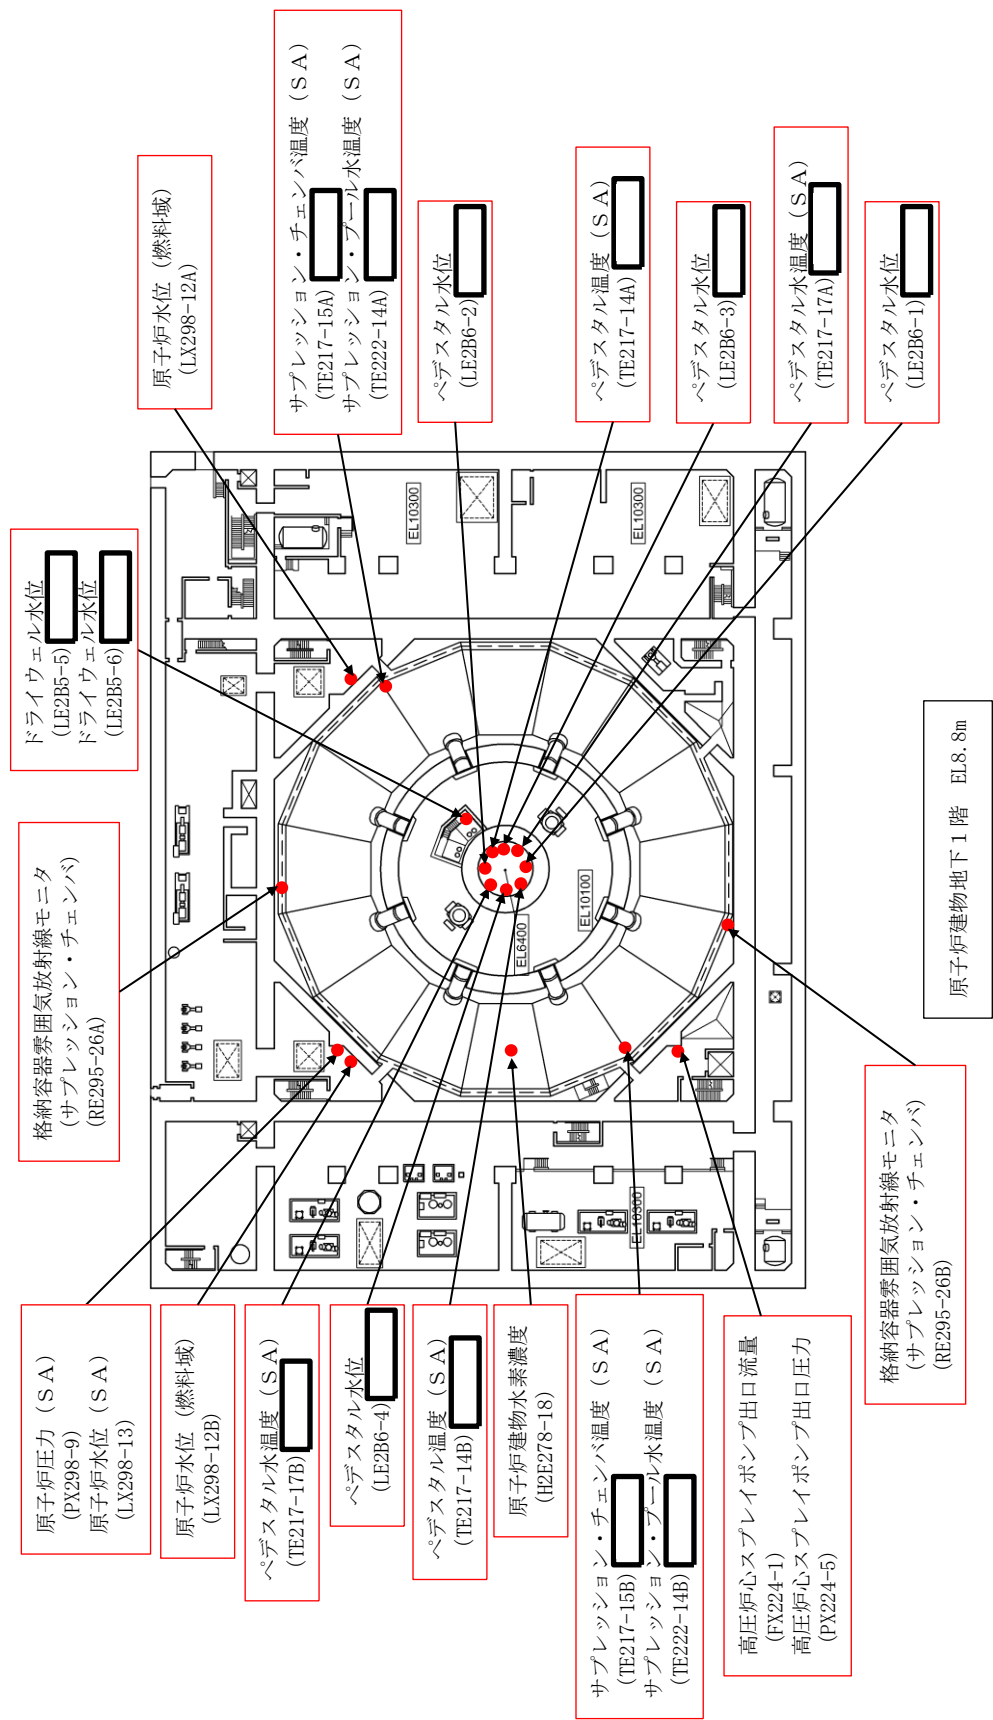 原子炉圧力（ＳＡ）
(PX298-9)
原子炉水位（ＳＡ）
(LX298-13)
原子炉水位（燃料域）
(LX298-12B)
ペデスタル水温度（ＳＡ）
(TE217-17B)
ペデスタル水位
(LE2B6-4)
ペデスタル温度（ＳＡ）
(TE217-14B)
原子炉建物水素濃度
(H2E278-18)
サプレッション・チェンバ温度（ＳＡ）
(TE217-15B)
サプレッション・プール水温度（ＳＡ）
(TE222-14B)
高圧炉心スプレイポンプ出口流量
(FX224-1)
高圧炉心スプレイポンプ出口圧力
(PX224-5)
格納容器雰囲気放射線モニタ
(サプレッション・チェンバ)
(RE295-26A)
ドライウェル水位
(LE2B5-5)
ドライウェル水位
(LE2B5-6)
EL10300
EL6400
EL10100
EL10300
EL10300
格納容器雰囲気放射線モニタ
(サプレッション・チェンバ)
(RE295-26B)
原子炉水位（燃料域）
(LX298-12A)
サプレッション・チェンバ温度（ＳＡ）
(TE217-15A)
サプレッション・プール水温度（ＳＡ）
(TE222-14A)
ペデスタル水位
(LE2B6-2)
ペデスタル温度（ＳＡ）
(TE217-14A)
ペデスタル水位
(LE2B6-3)
ペデスタル水温度（ＳＡ）
(TE217-17A)
ペデスタル水位
(LE2B6-1)
原子炉建物地下１階　EL8.8m